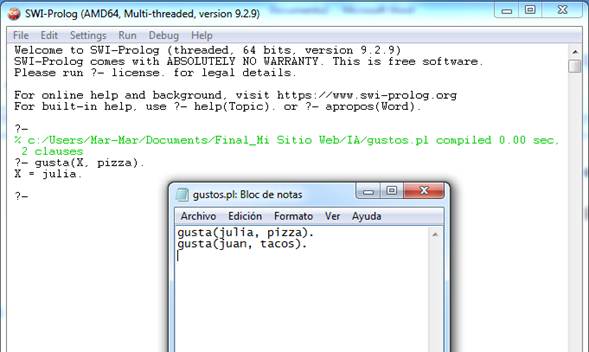 SWI-Prolog (AMD64, Multi-threaded, version 9.2.9)
File Edit Settings Run Debug Help
Welcome to SWI-Prolog (threaded, 64 bits, version 9.2.9)
SWI-Prolog comes with ABSOLUTELY NO WARRANTY. This is free software.
Please run ?- license. for legal details.
For online help and background, visit https://www.swi-prolog.org
For built-in help, use ?- help(Topic). or ?- apropos(Word).
?-
% c:/Users/Mar-Mar/Documents/Final_Mi Sitio Web/IA/gustos.pl compiled 0.00 sec,
2 clauses
?- gusta(X, pizza).
X = julia.
?-
gustos.pl: Bloc de notas
Archivo Edición Formato Ver Ayuda
gusta(julia, pizza).
gusta(juan, tacos).